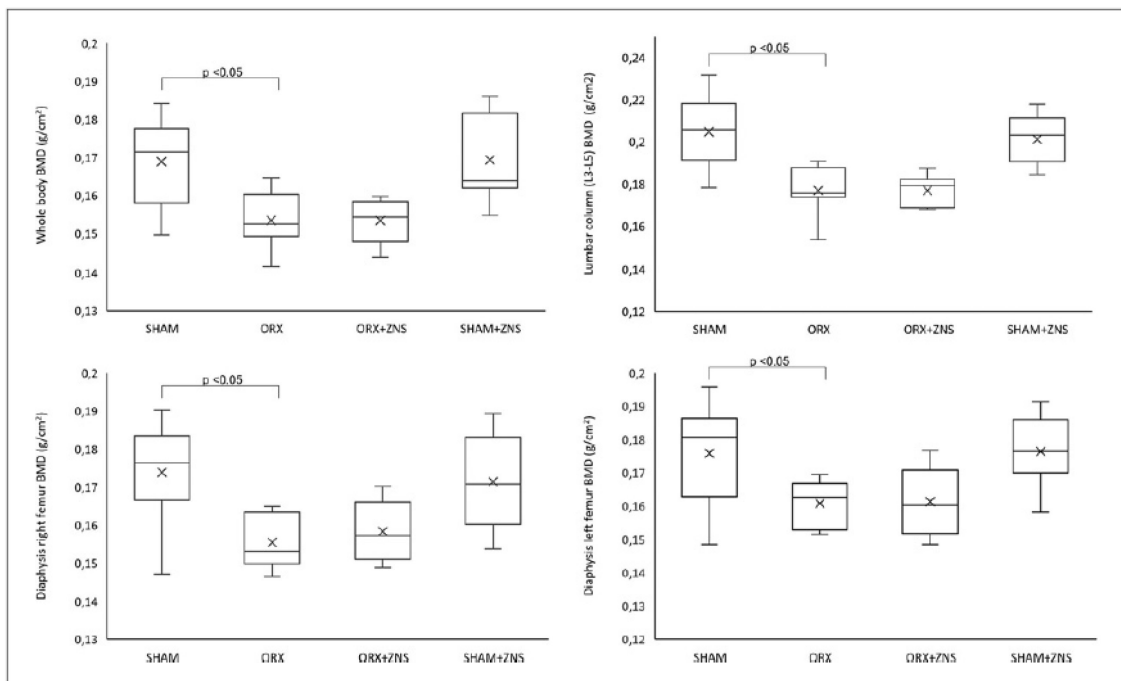 0,2
0,19
0,18
0,17
0,16
0,15
0,14
0,13
Whole body BMD (g/cm²)
p <0.05
SHAM ORX ORX+ZNS SHAM+ZNS
0,24
0,22
0,2
0,18
0,16
0,14
0,12
Lumbar column (L3-L5) BMD (g/cm2)
p <0.05
SHAM ORX ORX+ZNS SHAM+ZNS
0,2
0,19
0,18
0,17
0,16
0,15
0,14
0,13
Diaphysis right femur BMD (g/cm²)
p <0.05
SHAM ORX ORX+ZNS SHAM+ZNS
0,2
0,19
0,18
0,17
0,16
0,15
0,14
0,13
0,12
Diaphysis left femur BMD (g/cm²)
p <0.05
SHAM ORX ORX+ZNS SHAM+ZNS